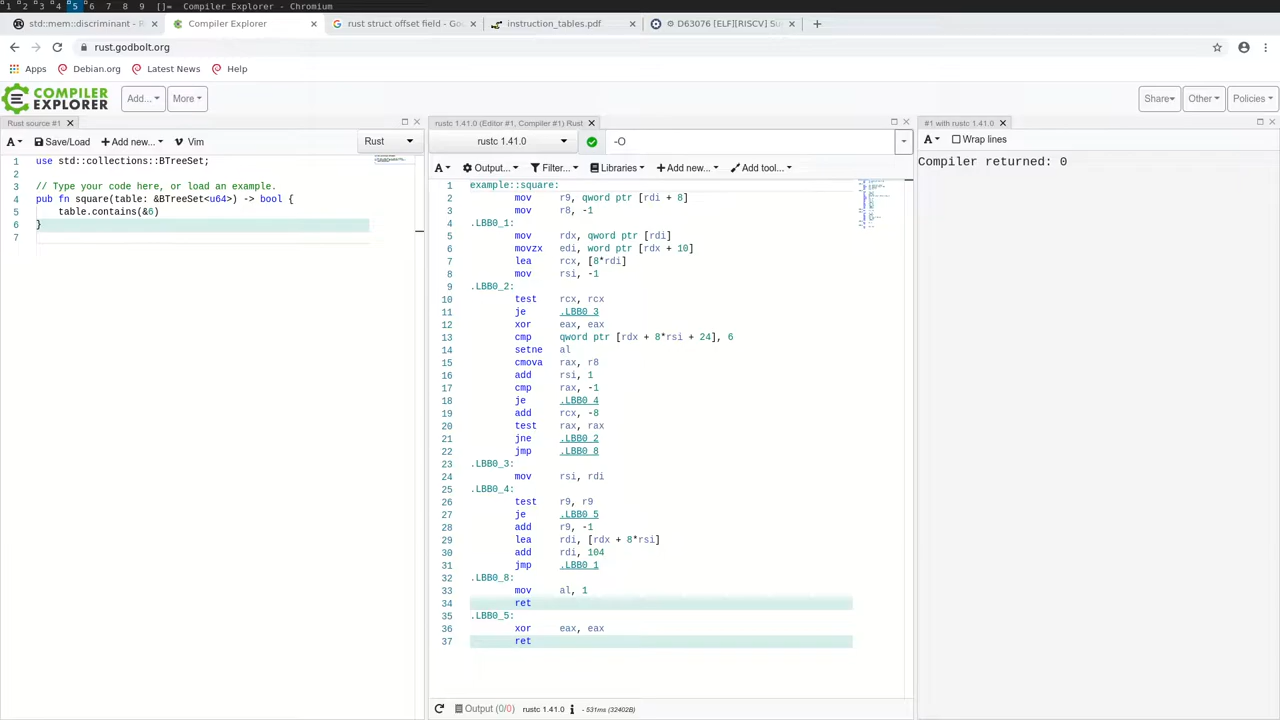 1 2 3 4 5 6 7 8 9 []= Compiler Explorer - Chromium
std::mem::discriminant - R
Compiler Explorer
rust struct offset field - Goo
instruction_tables.pdf
D63076 [ELF][RISCV] Su
rust.godbolt.org
Apps Debian.org Latest News Help
COMPILER
EXPLORER
Add... More Share Other Policies
Rust source #1
A Save/Load Add new... Vim Rust
1 use std::collections::BTreeSet;
2
3 // Type your code here, or load an example.
4 pub fn square(table: &BTreeSet<u64>) -> bool {
5 table.contains(&6)
6 }
7
rustc 1.41.0 (Editor #1, Compiler #1) Rust
rustc 1.41.0 -O
A Output... Filter... Libraries Add new... Add tool...
1 example::square:
2 mov r9, qword ptr [rdi + 8]
3 mov r8, -1
4 .LBB0_1:
5 mov rdx, qword ptr [rdi]
6 movzx edi, word ptr [rdx + 10]
7 lea rcx, [8*rdi]
8 mov rsi, -1
9 .LBB0_2:
10 test rcx, rcx
11 je .LBB0_3
12 xor eax, eax
13 cmp qword ptr [rdx + 8*rsi + 24], 6
14 setne al
15 cmova rax, r8
16 add rsi, 1
17 cmp rax, -1
18 je .LBB0_4
19 add rcx, -8
20 test rax, rax
21 jne .LBB0_2
22 jmp .LBB0_8
23 .LBB0_3:
24 mov rsi, rdi
25 .LBB0_4:
26 test r9, r9
27 je .LBB0_5
28 add r9, -1
29 lea rdi, [rdx + 8*rsi]
30 add rdi, 104
31 jmp .LBB0_1
32 .LBB0_8:
33 mov al, 1
34 ret
35 .LBB0_5:
36 xor eax, eax
37 ret
Output (0/0) rustc 1.41.0 i - 531ms (32402B)
#1 with rustc 1.41.0
A Wrap lines
Compiler returned: 0